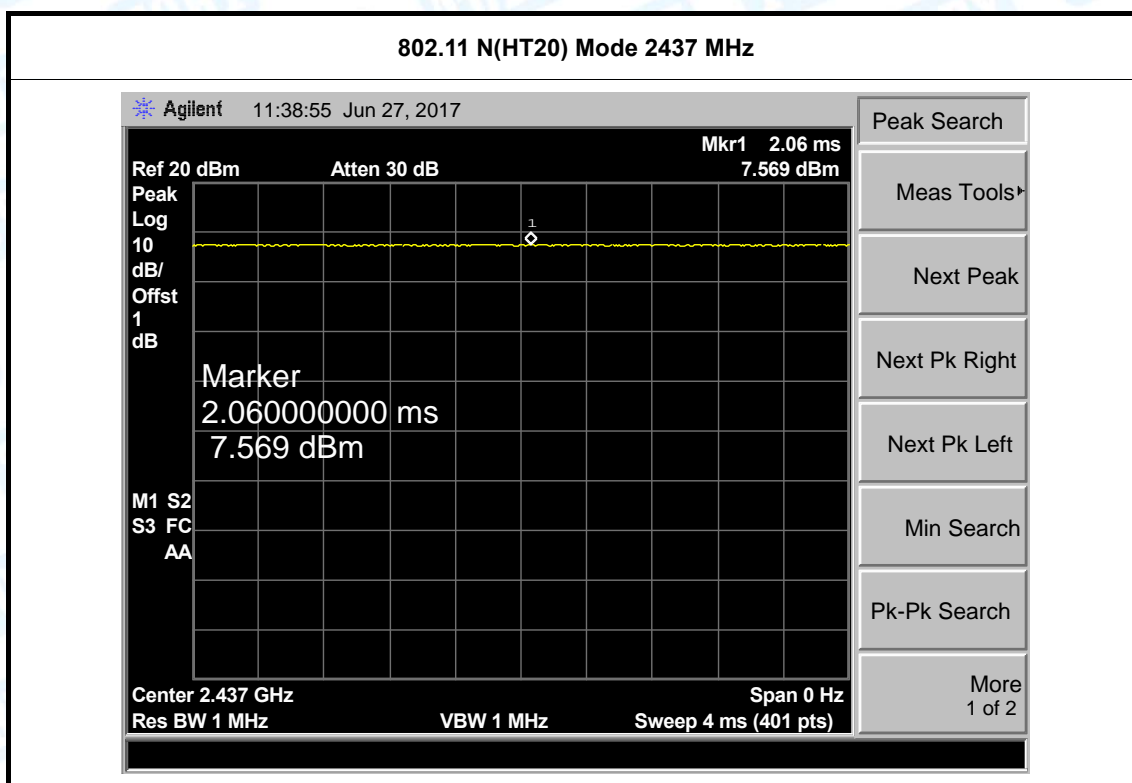 802.11 N(HT20) Mode 2437 MHz
Agilent 11:38:55 Jun 27, 2017
Mkr1 2.06 ms
Ref 20 dBm Atten 30 dB 7.569 dBm
Peak
Log
10
dB/
Offst
1
dB
1
Marker
2.060000000 ms
7.569 dBm
M1 S2
S3 FC
AA
Center 2.437 GHz Span 0 Hz
Res BW 1 MHz VBW 1 MHz Sweep 4 ms (401 pts)
Peak Search
Meas Tools
Next Peak
Next Pk Right
Next Pk Left
Min Search
Pk-Pk Search
More
1 of 2